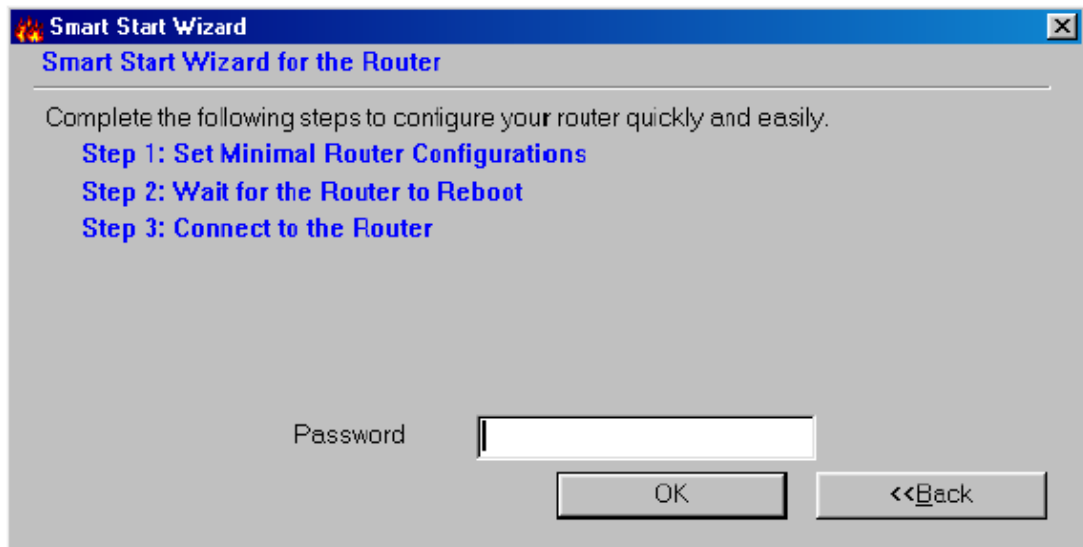 Smart Start Wizard
Smart Start Wizard for the Router
Complete the following steps to configure your router quickly and easily.
Step 1: Set Minimal Router Configurations
Step 2: Wait for the Router to Reboot
Step 3: Connect to the Router
Password
OK
<<Back